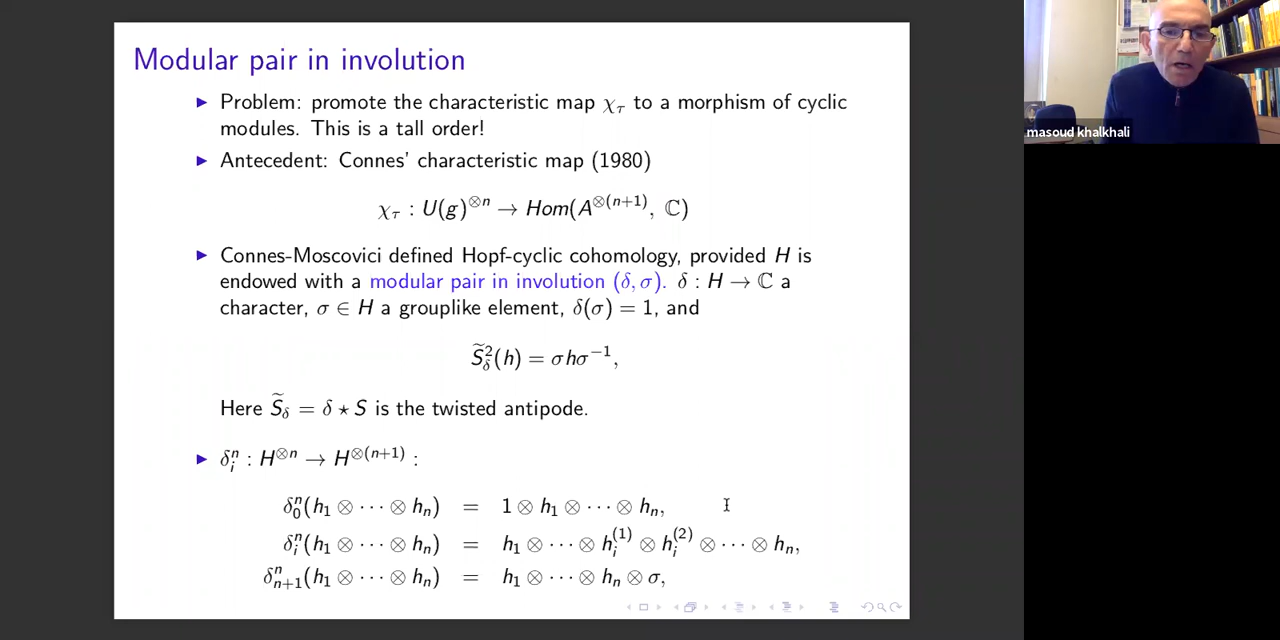 Modular pair in involution
▶ Problem: promote the characteristic map χ_τ to a morphism of cyclic
modules. This is a tall order!
▶ Antecedent: Connes' characteristic map (1980)
χ_τ : U(g)^{⊗n} → Hom(A^{⊗(n+1)}, ℂ)
▶ Connes-Moscovici defined Hopf-cyclic cohomology, provided H is
endowed with a modular pair in involution (δ, σ). δ : H → ℂ a
character, σ ∈ H a grouplike element, δ(σ) = 1, and
S̃_δ^2(h) = σhσ^{−1},
Here S̃_δ = δ ⋆ S is the twisted antipode.
▶ δ_i^n : H^{⊗n} → H^{⊗(n+1)} :
δ_0^n(h_1 ⊗ ⋯ ⊗ h_n) = 1 ⊗ h_1 ⊗ ⋯ ⊗ h_n,
δ_i^n(h_1 ⊗ ⋯ ⊗ h_n) = h_1 ⊗ ⋯ ⊗ h_i^{(1)} ⊗ h_i^{(2)} ⊗ ⋯ ⊗ h_n,
δ_{n+1}^n(h_1 ⊗ ⋯ ⊗ h_n) = h_1 ⊗ ⋯ ⊗ h_n ⊗ σ,
masoud khalkhali